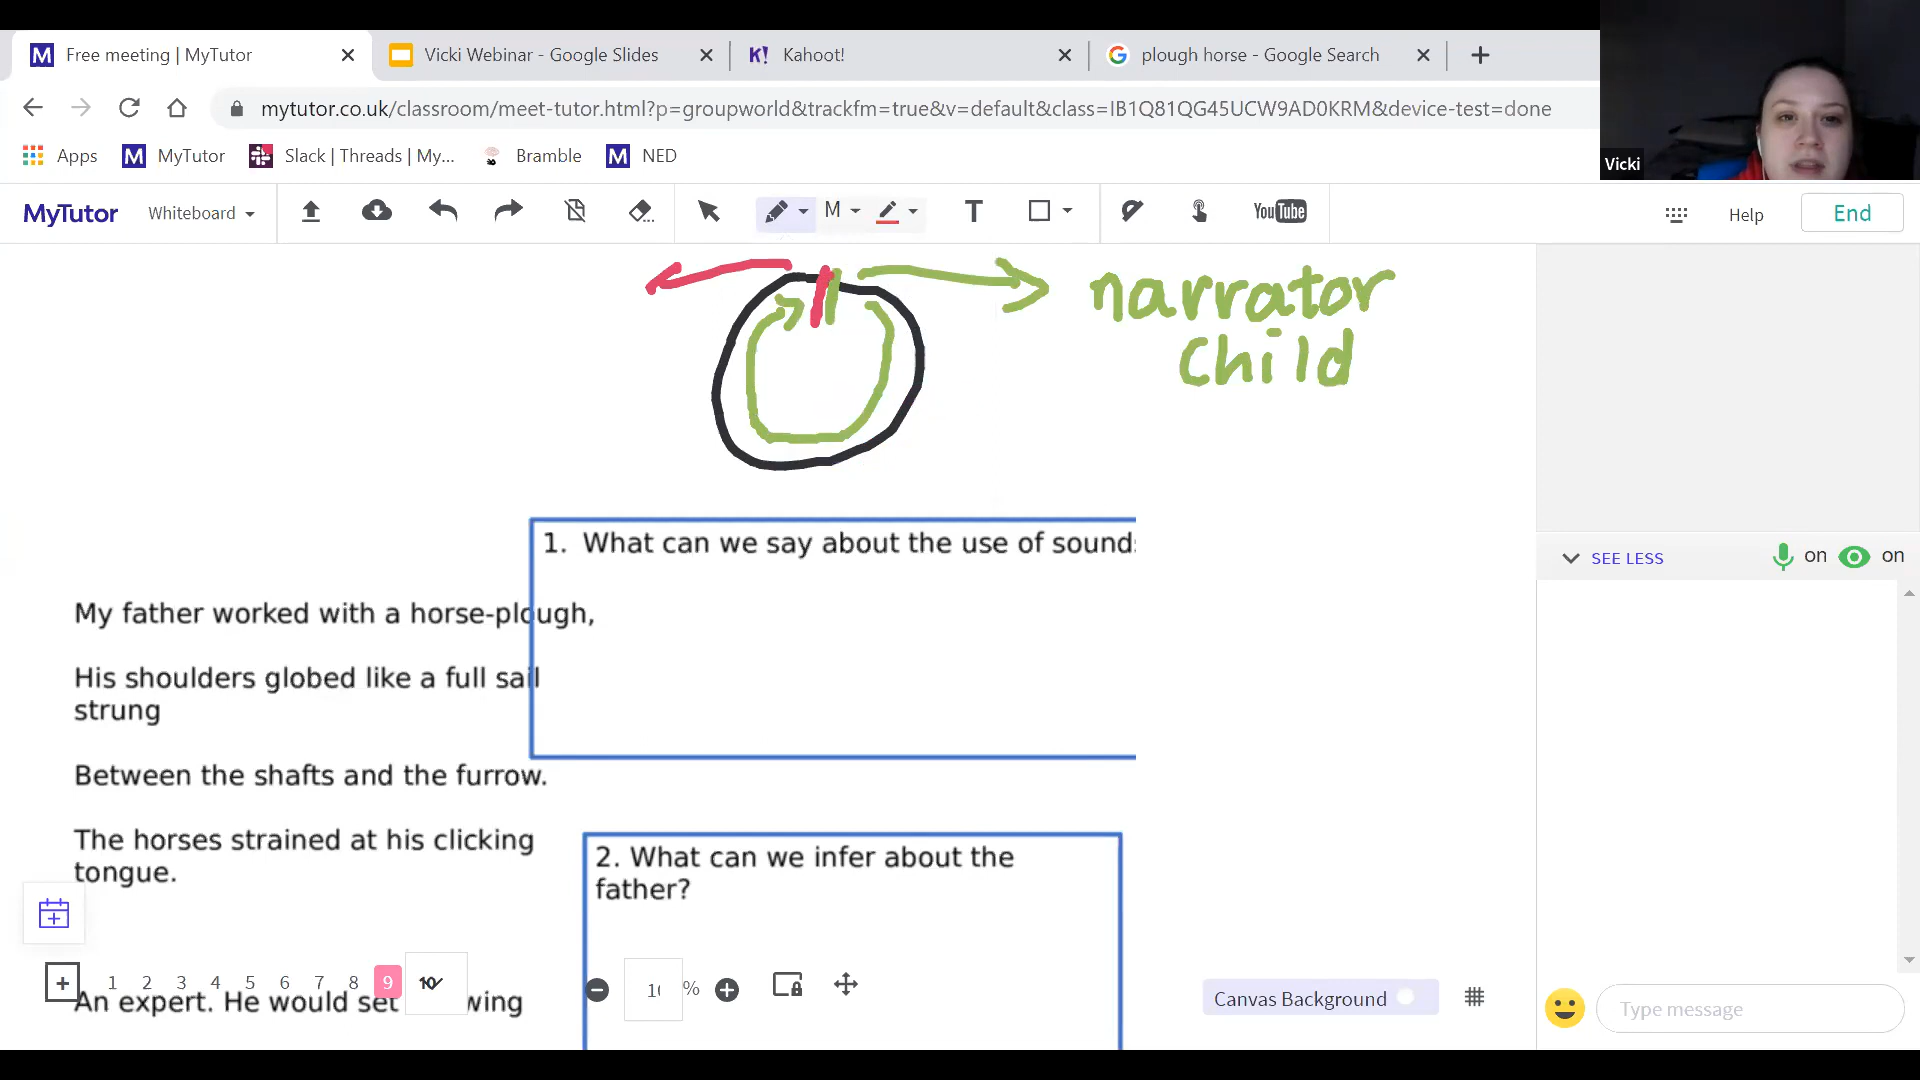 Free meeting | MyTutor
Vicki Webinar - Google Slides
K! Kahoot!
plough horse - Google Search
mytutor.co.uk/classroom/meet-tutor.html?p=groupworld&trackfm=true&v=default&class=IB1Q81QG45UCW9AD0KRM&device-test=done
Apps
MyTutor
Slack | Threads | My...
Bramble
NED
Vicki
MyTutor
Whiteboard
M
T
YouTube
Help
End
narrator
Child
1. What can we say about the use of sound
My father worked with a horse-plough,
His shoulders globed like a full sail
strung
Between the shafts and the furrow.
The horses strained at his clicking
tongue.
2. What can we infer about the
father?
An expert. He would set wing
+ 1 2 3 4 5 6 7 8 9 10
%
Canvas Background
SEE LESS
on
on
Type message